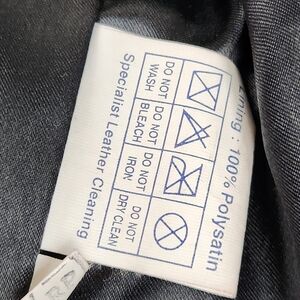 Lining : 100% Polysatin
DO NOT WASH
DO NOT BLEACH
DO NOT IRON
DO NOT DRY CLEAN
Specialist Leather Cleaning